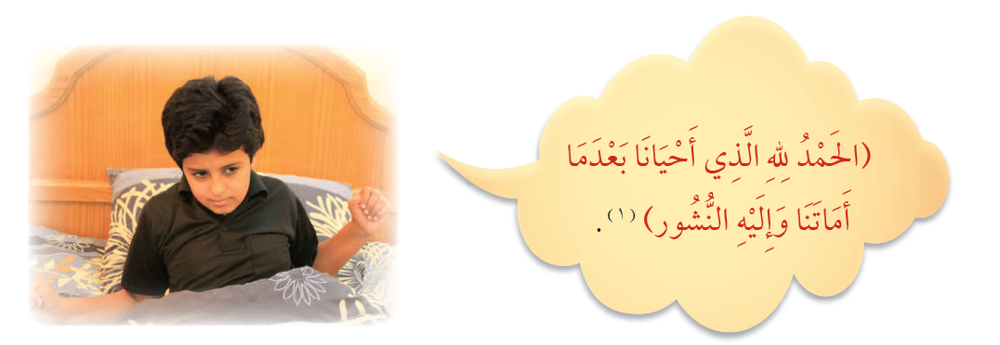 (الحَمْدُ لِلهِ الَّذِي أَحْيَانَا بَعْدَمَا
أَمَاتَنَا وَإِلَيْهِ النُّشُور) (١).